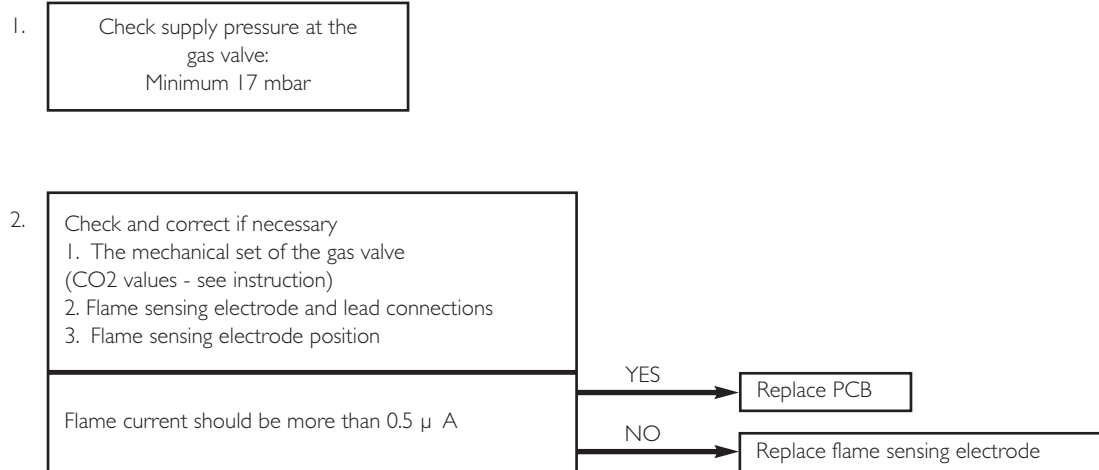 1.
Check supply pressure at the
gas valve:
Minimum 17 mbar
2.
Check and correct if necessary
1. The mechanical set of the gas valve
(CO2 values - see instruction)
2. Flame sensing electrode and lead connections
3. Flame sensing electrode position
YES
Replace PCB
Flame current should be more than 0.5 μ A
NO
Replace flame sensing electrode